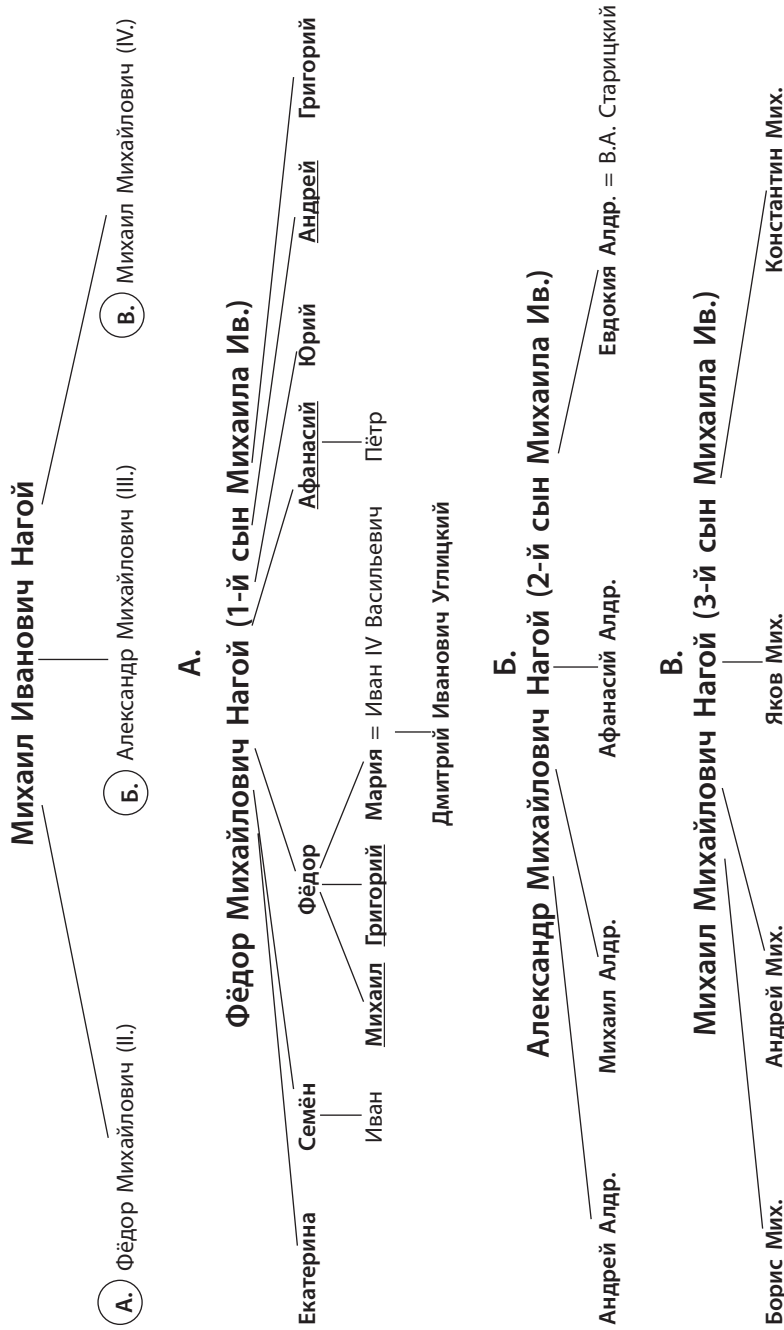 Михаил Иванович Нагой
А. Фёдор Михайлович (II.) Б. Александр Михайлович (III.) В. Михаил Михайлович (IV.)
А.
Фёдор Михайлович Нагой (1-й сын Михаила Ив.)
Екатерина Семён Фёдор Афанасий Юрий Андрей Григорий
Иван Михаил Григорий Мария = Иван IV Васильевич Пётр
Дмитрий Иванович Углицкий
Б.
Александр Михайлович Нагой (2-й сын Михаила Ив.)
Андрей Алдр. Михаил Алдр. Афанасий Алдр. Евдокия Алдр. = В.А. Старицкий
В.
Михаил Михайлович Нагой (3-й сын Михаила Ив.)
Борис Мих. Андрей Мих. Яков Мих. Константин Мих.